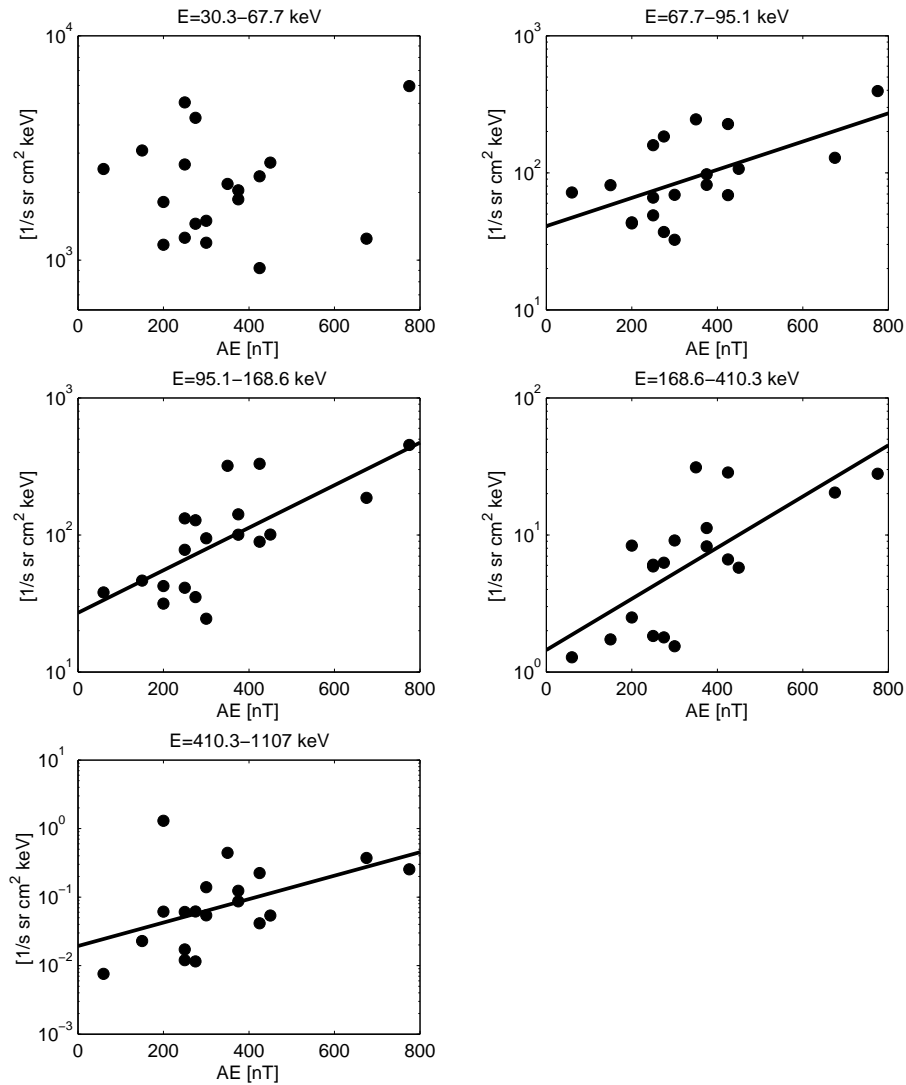 E=30.3−67.7 keV
10^4
10^3
[1/s sr cm^2 keV]
0 200 400 600 800
AE [nT]
E=67.7−95.1 keV
10^3
10^2
10^1
[1/s sr cm^2 keV]
0 200 400 600 800
AE [nT]
E=95.1−168.6 keV
10^3
10^2
10^1
[1/s sr cm^2 keV]
0 200 400 600 800
AE [nT]
E=168.6−410.3 keV
10^2
10^1
10^0
[1/s sr cm^2 keV]
0 200 400 600 800
AE [nT]
E=410.3−1107 keV
10^1
10^0
10^−1
10^−2
10^−3
[1/s sr cm^2 keV]
0 200 400 600 800
AE [nT]